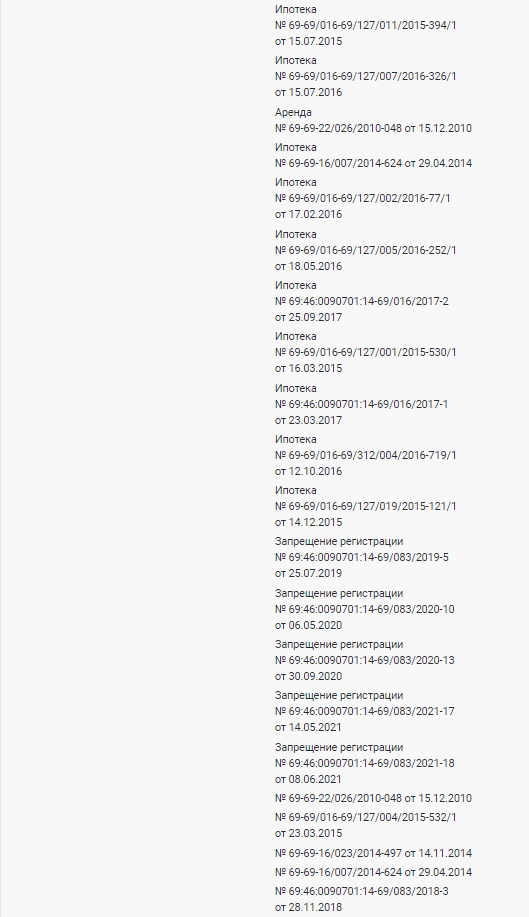 Ипотека
№ 69-69/016-69/127/011/2015-394/1
от 15.07.2015
Ипотека
№ 69-69/016-69/127/007/2016-326/1
от 15.07.2016
Аренда
№ 69-69-22/026/2010-048 от 15.12.2010
Ипотека
№ 69-69-16/007/2014-624 от 29.04.2014
Ипотека
№ 69-69/016-69/127/002/2016-77/1
от 17.02.2016
Ипотека
№ 69-69/016-69/127/005/2016-252/1
от 18.05.2016
Ипотека
№ 69:46:0090701:14-69/016/2017-2
от 25.09.2017
Ипотека
№ 69-69/016-69/127/001/2015-530/1
от 16.03.2015
Ипотека
№ 69:46:0090701:14-69/016/2017-1
от 23.03.2017
Ипотека
№ 69-69/016-69/312/004/2016-719/1
от 12.10.2016
Ипотека
№ 69-69/016-69/127/019/2015-121/1
от 14.12.2015
Запрещение регистрации
№ 69:46:0090701:14-69/083/2019-5
от 25.07.2019
Запрещение регистрации
№ 69:46:0090701:14-69/083/2020-10
от 06.05.2020
Запрещение регистрации
№ 69:46:0090701:14-69/083/2020-13
от 30.09.2020
Запрещение регистрации
№ 69:46:0090701:14-69/083/2021-17
от 14.05.2021
Запрещение регистрации
№ 69:46:0090701:14-69/083/2021-18
от 08.06.2021
№ 69-69-22/026/2010-048 от 15.12.2010
№ 69-69/016-69/127/004/2015-532/1
от 23.03.2015
№ 69-69-16/023/2014-497 от 14.11.2014
№ 69-69-16/007/2014-624 от 29.04.2014
№ 69:46:0090701:14-69/083/2018-3
от 28.11.2018